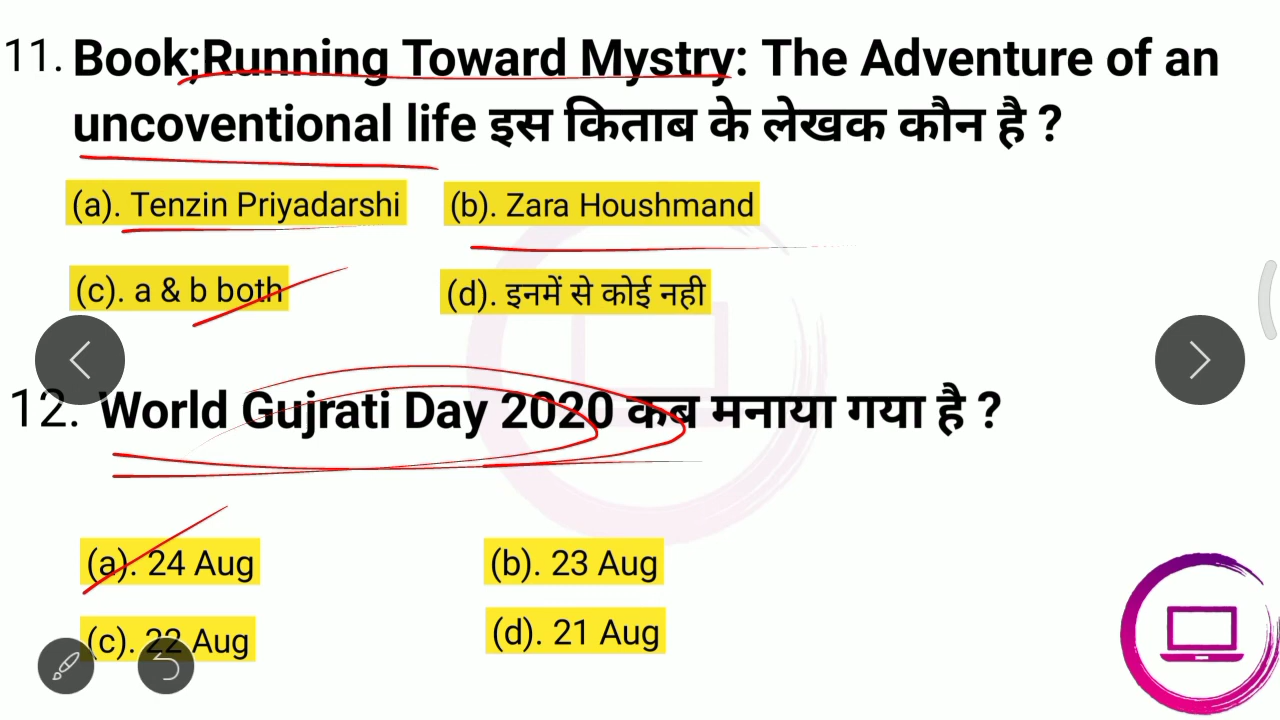 11. Book;Running Toward Mystry: The Adventure of an
uncoventional life इस किताब के लेखक कौन है ?
(a). Tenzin Priyadarshi (b). Zara Houshmand
(c). a & b both (d). इनमें से कोई नही
12. World Gujrati Day 2020 कब मनाया गया है ?
(a). 24 Aug (b). 23 Aug
(c). 22 Aug (d). 21 Aug